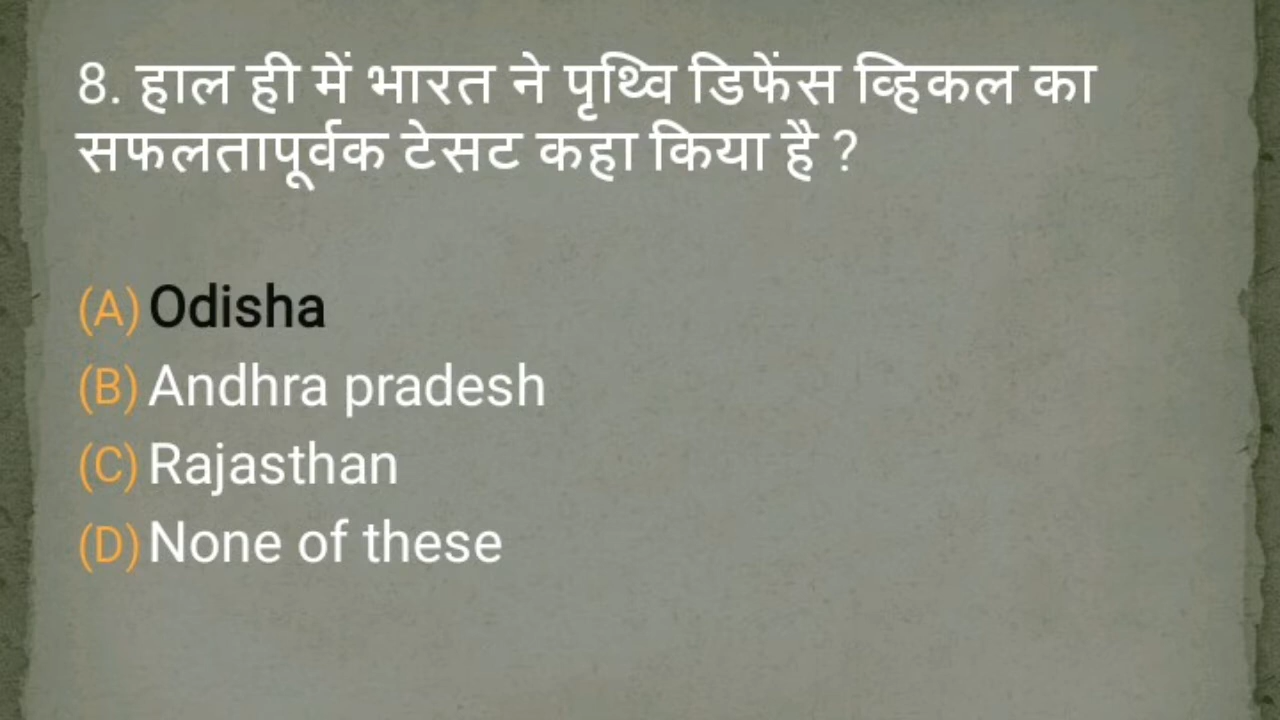 8. हाल ही में भारत ने पृथ्वि डिफेंस व्हिकल का
सफलतापूर्वक टेसट कहा किया है ?
(A) Odisha
(B) Andhra pradesh
(C) Rajasthan
(D) None of these